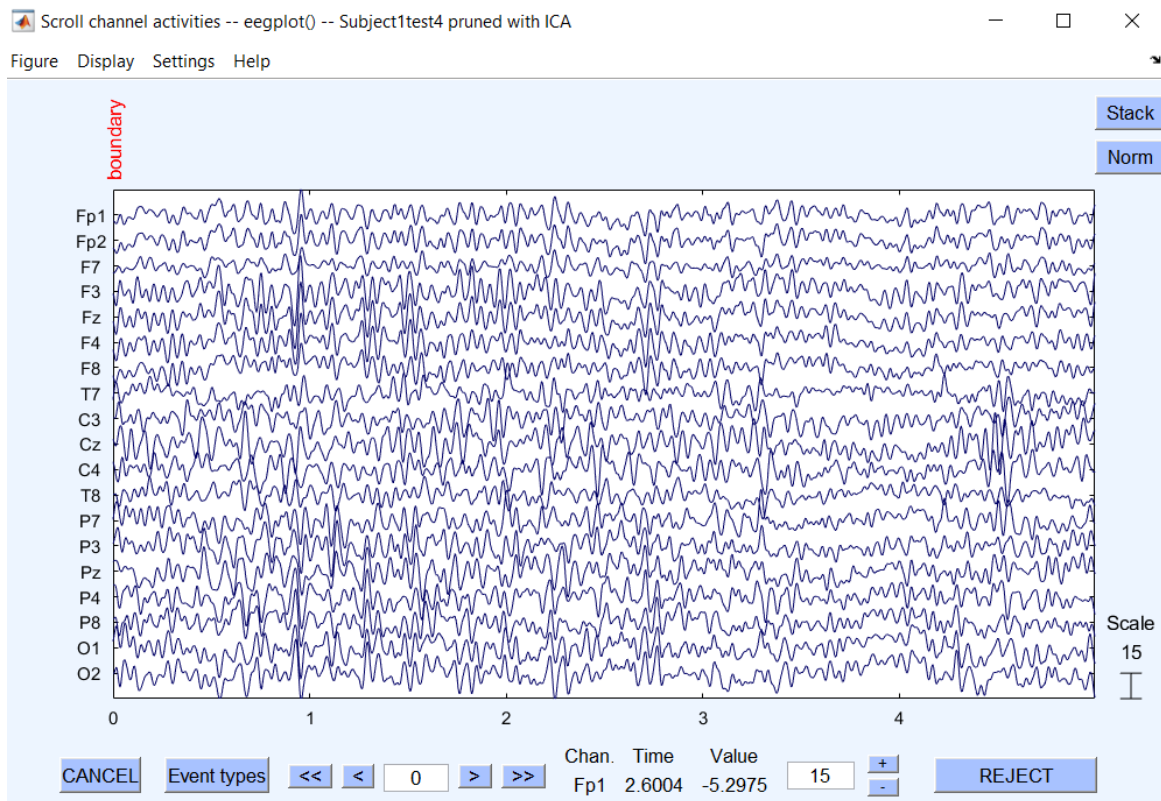 Scroll channel activities -- eegplot() -- Subject1test4 pruned with ICA
Figure Display Settings Help
boundary
Stack
Norm
Fp1
Fp2
F7
F3
Fz
F4
F8
T7
C3
Cz
C4
T8
P7
P3
Pz
P4
P8
O1
O2
Scale
15
0 1 2 3 4
Chan. Time Value
CANCEL Event types << < 0 > >> Fp1 2.6004 -5.2975 15 + - REJECT